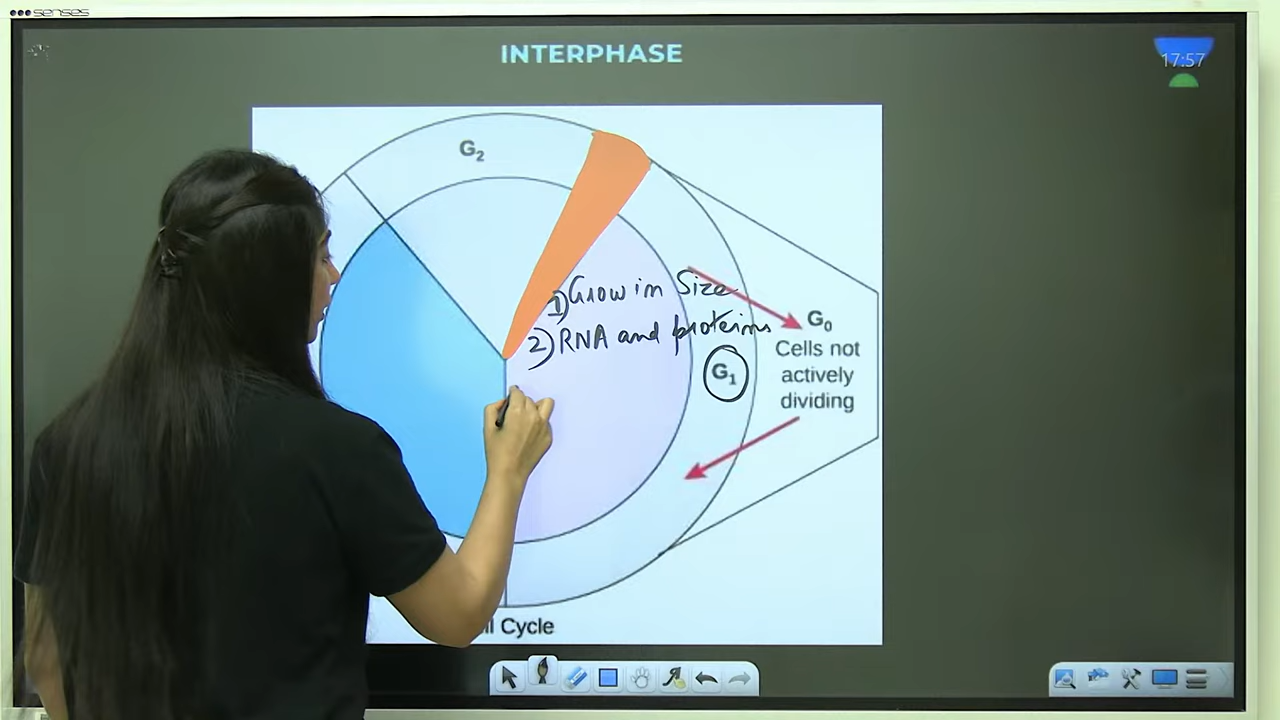 senses
INTERPHASE
17:57
G₂
1) Grow in Size
2) RNA and proteins
G₁
G₀
Cells not
actively
dividing
Cycle